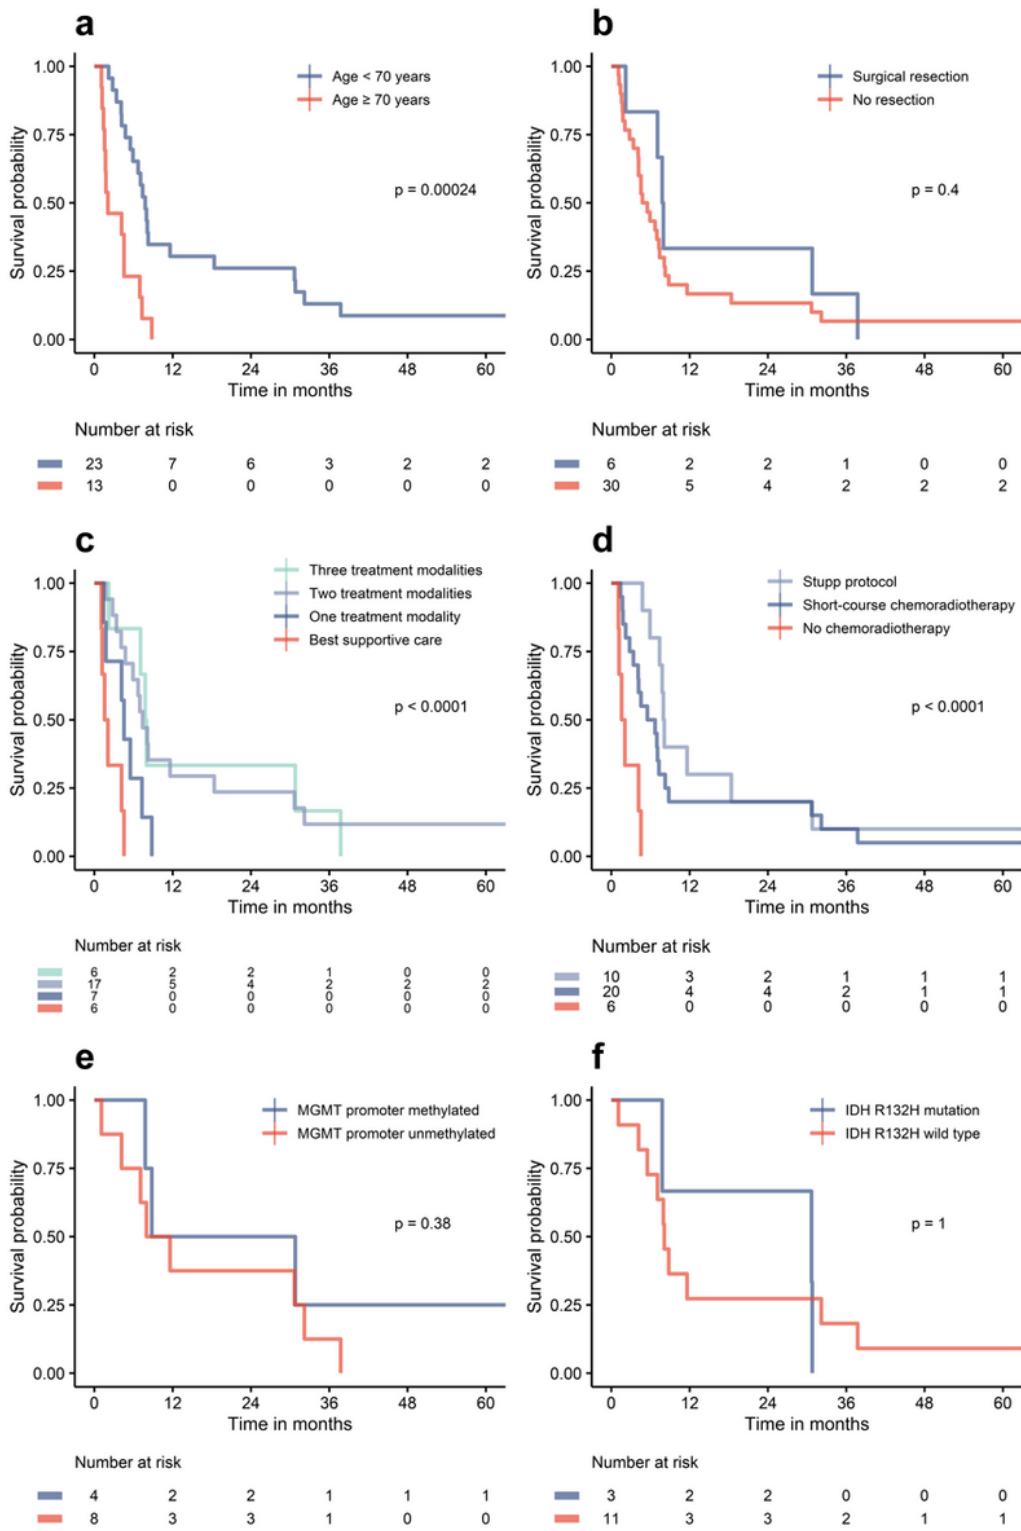 a
1.00
0.75
0.50
0.25
0.00
Survival probability
Age < 70 years
Age ≥ 70 years
p = 0.00024
0 12 24 36 48 60
Time in months
Number at risk
23 7 6 3 2 2
13 0 0 0 0 0
b
1.00
0.75
0.50
0.25
0.00
Survival probability
Surgical resection
No resection
p = 0.4
0 12 24 36 48 60
Time in months
Number at risk
6 2 2 1 0 0
30 5 4 2 2 2
c
1.00
0.75
0.50
0.25
0.00
Survival probability
Three treatment modalities
Two treatment modalities
One treatment modality
Best supportive care
p < 0.0001
0 12 24 36 48 60
Time in months
Number at risk
6 2 2 1 0 0
17 5 4 2 2 2
7 0 0 0 0 0
6 0 0 0 0 0
d
1.00
0.75
0.50
0.25
0.00
Survival probability
Stupp protocol
Short-course chemoradiotherapy
No chemoradiotherapy
p < 0.0001
0 12 24 36 48 60
Time in months
Number at risk
10 3 2 1 1 1
20 4 4 2 1 1
6 0 0 0 0 0
e
1.00
0.75
0.50
0.25
0.00
Survival probability
MGMT promoter methylated
MGMT promoter unmethylated
p = 0.38
0 12 24 36 48 60
Time in months
Number at risk
4 2 2 1 1 1
8 3 3 1 0 0
f
1.00
0.75
0.50
0.25
0.00
Survival probability
IDH R132H mutation
IDH R132H wild type
p = 1
0 12 24 36 48 60
Time in months
Number at risk
3 2 2 0 0 0
11 3 3 2 1 1